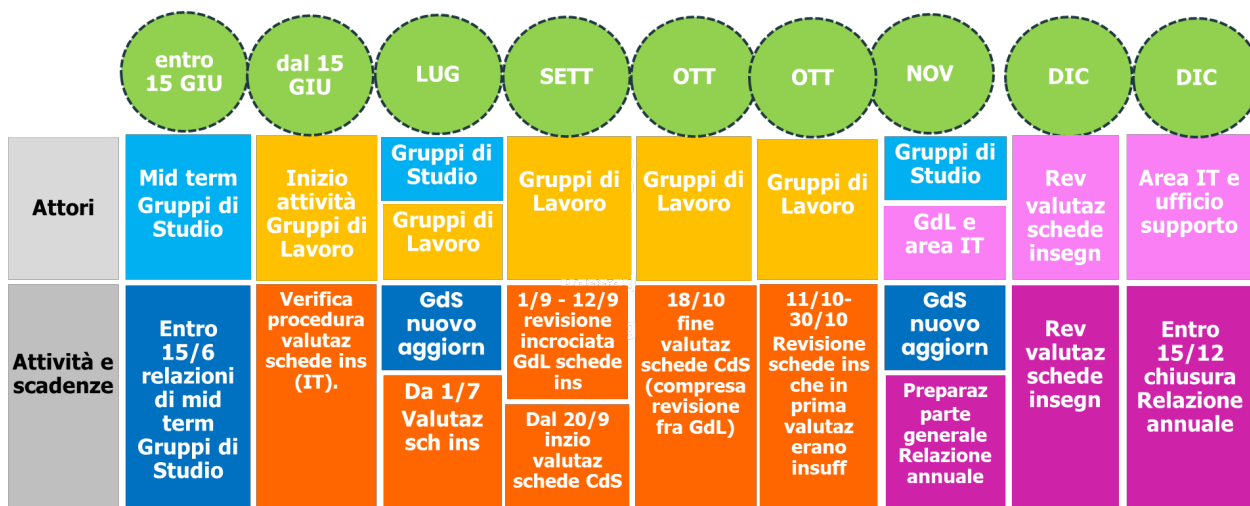 entro
15 GIU
dal 15
GIU
LUG
SETT
OTT
OTT
NOV
DIC
DIC
Attori
Mid term
Gruppi di
Studio
Inizio
attività
Gruppi di
Lavoro
Gruppi di
Studio
Gruppi di
Lavoro
Gruppi di
Lavoro
Gruppi di
Lavoro
Gruppi di
Lavoro
Gruppi di
Studio
GdL e
area IT
Rev
valutaz
schede
insegn
Area IT e
ufficio
supporto
Attività e
scadenze
Entro
15/6
relazioni
di mid
term
Gruppi di
Studio
Verifica
procedura
valutaz
schede ins
(IT).
GdS
nuovo
aggiorn
Da 1/7
Valutaz
sch ins
1/9 - 12/9
revisione
incrociata
GdL schede
ins
Dal 20/9
inzio
valutaz
schede CdS
18/10
fine
valutaz
schede CdS
(compresa
revisione
fra GdL)
11/10-
30/10
Revisione
schede ins
che in
prima
valutaz
erano
insuff
GdS
nuovo
aggiorn
Preparaz
parte
generale
Relazione
annuale
Rev
valutaz
schede
insegn
Entro
15/12
chiusura
Relazione
annuale